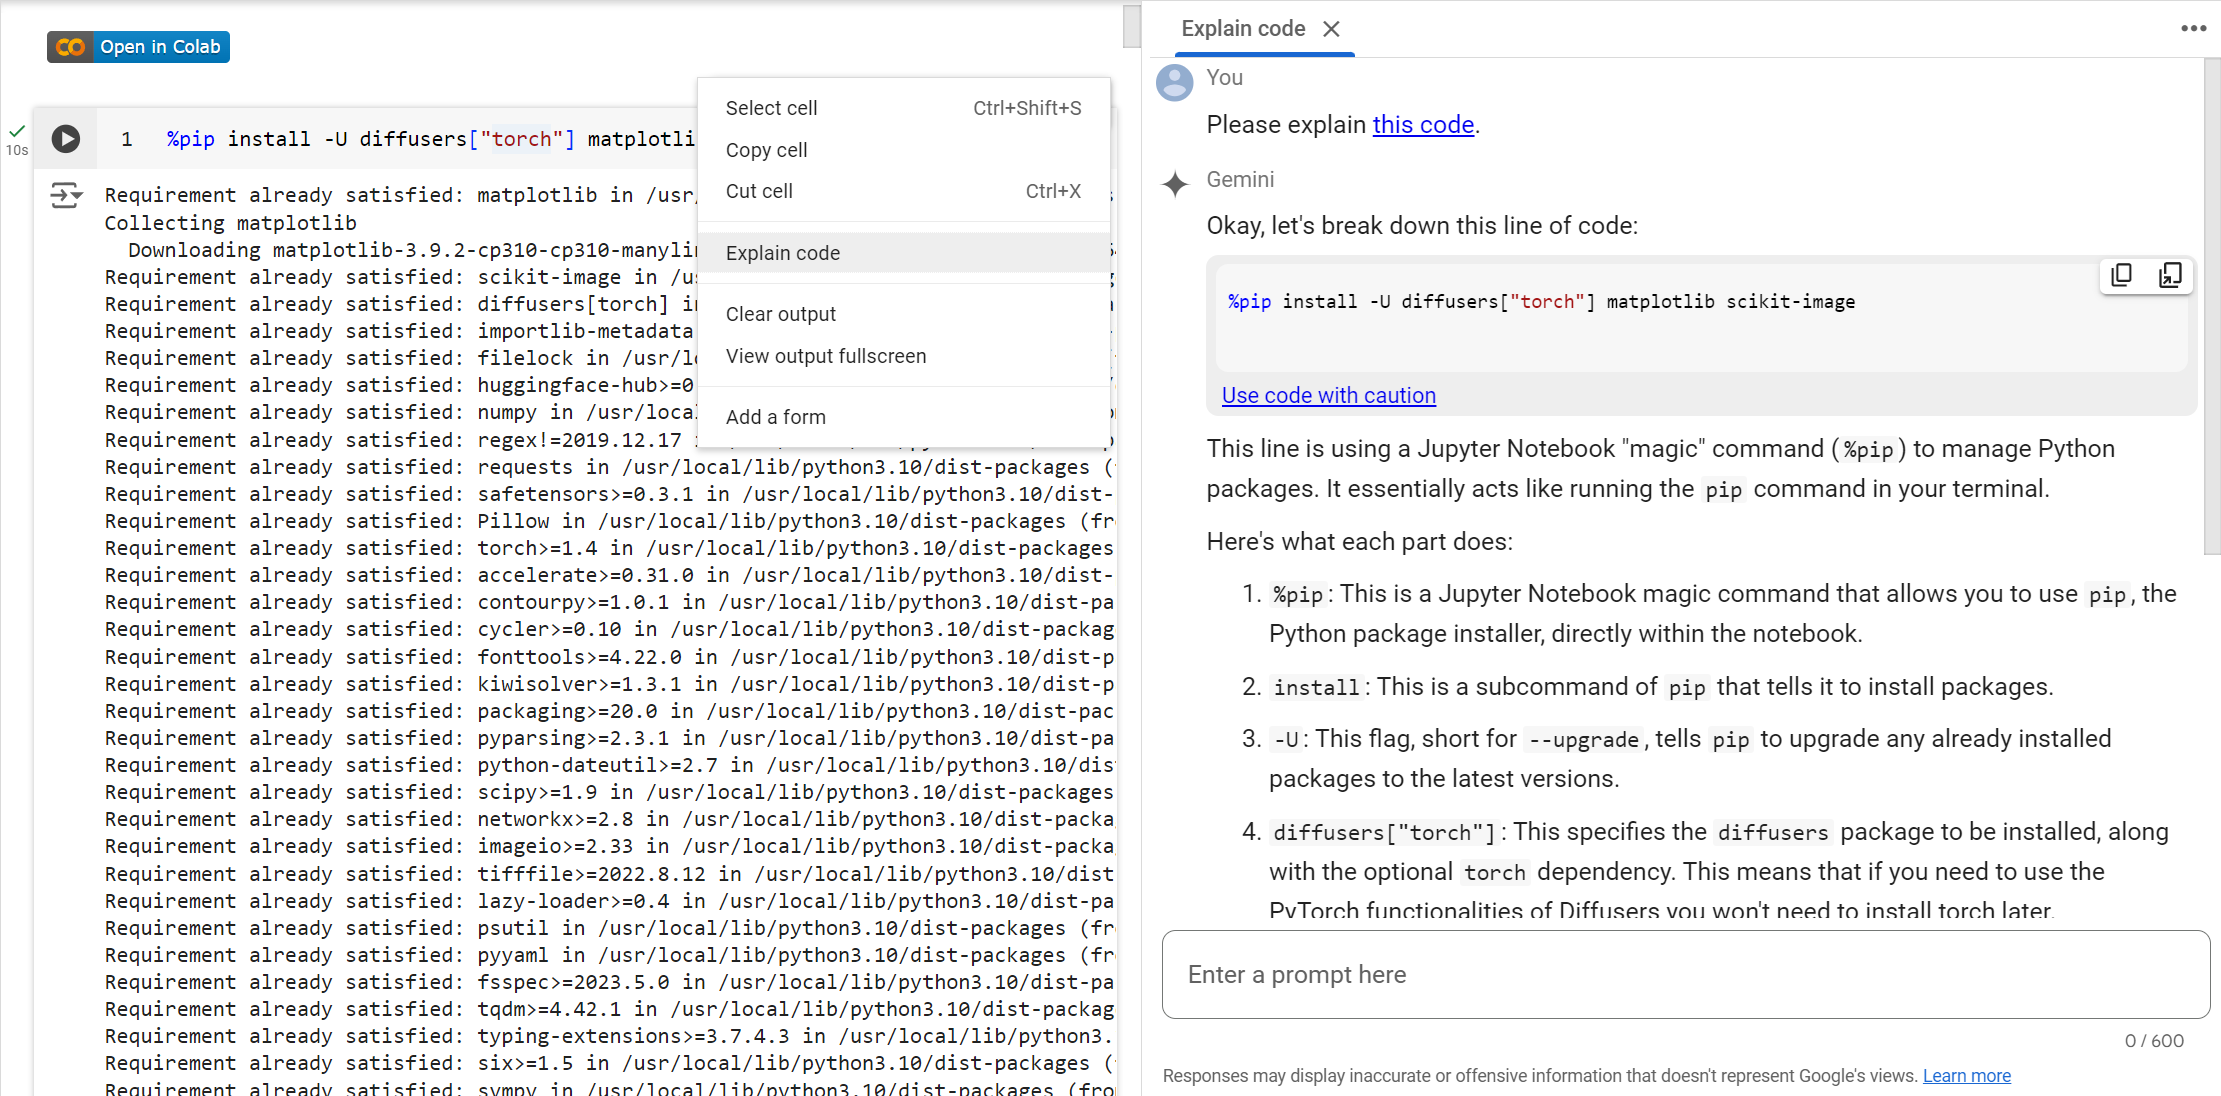 Open in Colab
10s
1 %pip install -U diffusers["torch"] matplotli
Requirement already satisfied: matplotlib in /usr/
Collecting matplotlib
Downloading matplotlib-3.9.2-cp310-cp310-manylin
Requirement already satisfied: scikit-image in /us
Requirement already satisfied: diffusers[torch] in
Requirement already satisfied: importlib-metadata
Requirement already satisfied: filelock in /usr/lo
Requirement already satisfied: huggingface-hub>=0
Requirement already satisfied: numpy in /usr/local
Requirement already satisfied: regex!=2019.12.17
Requirement already satisfied: requests in /usr/local/lib/python3.10/dist-packages (
Requirement already satisfied: safetensors>=0.3.1 in /usr/local/lib/python3.10/dist-
Requirement already satisfied: Pillow in /usr/local/lib/python3.10/dist-packages (fr
Requirement already satisfied: torch>=1.4 in /usr/local/lib/python3.10/dist-packages
Requirement already satisfied: accelerate>=0.31.0 in /usr/local/lib/python3.10/dist-
Requirement already satisfied: contourpy>=1.0.1 in /usr/local/lib/python3.10/dist-pa
Requirement already satisfied: cycler>=0.10 in /usr/local/lib/python3.10/dist-packag
Requirement already satisfied: fonttools>=4.22.0 in /usr/local/lib/python3.10/dist-p
Requirement already satisfied: kiwisolver>=1.3.1 in /usr/local/lib/python3.10/dist-p
Requirement already satisfied: packaging>=20.0 in /usr/local/lib/python3.10/dist-pac
Requirement already satisfied: pyparsing>=2.3.1 in /usr/local/lib/python3.10/dist-pa
Requirement already satisfied: python-dateutil>=2.7 in /usr/local/lib/python3.10/dis
Requirement already satisfied: scipy>=1.9 in /usr/local/lib/python3.10/dist-packages
Requirement already satisfied: networkx>=2.8 in /usr/local/lib/python3.10/dist-packa
Requirement already satisfied: imageio>=2.33 in /usr/local/lib/python3.10/dist-packa
Requirement already satisfied: tifffile>=2022.8.12 in /usr/local/lib/python3.10/dist
Requirement already satisfied: lazy-loader>=0.4 in /usr/local/lib/python3.10/dist-pa
Requirement already satisfied: psutil in /usr/local/lib/python3.10/dist-packages (fr
Requirement already satisfied: pyyaml in /usr/local/lib/python3.10/dist-packages (fr
Requirement already satisfied: fsspec>=2023.5.0 in /usr/local/lib/python3.10/dist-pa
Requirement already satisfied: tqdm>=4.42.1 in /usr/local/lib/python3.10/dist-packag
Requirement already satisfied: typing-extensions>=3.7.4.3 in /usr/local/lib/python3.
Requirement already satisfied: six>=1.5 in /usr/local/lib/python3.10/dist-packages (
Requirement already satisfied: sympy in /usr/local/lib/python3.10/dist-packages (fro
Select cell Ctrl+Shift+S
Copy cell
Cut cell Ctrl+X
Explain code
Clear output
View output fullscreen
Add a form
Explain code
You
Please explain this code.
Gemini
Okay, let's break down this line of code:
%pip install -U diffusers["torch"] matplotlib scikit-image
Use code with caution
This line is using a Jupyter Notebook "magic" command (%pip) to manage Python
packages. It essentially acts like running the pip command in your terminal.
Here's what each part does:
1. %pip: This is a Jupyter Notebook magic command that allows you to use pip, the
Python package installer, directly within the notebook.
2. install: This is a subcommand of pip that tells it to install packages.
3. -U: This flag, short for --upgrade, tells pip to upgrade any already installed
packages to the latest versions.
4. diffusers["torch"]: This specifies the diffusers package to be installed, along
with the optional torch dependency. This means that if you need to use the
PyTorch functionalities of Diffusers you won't need to install torch later.
Enter a prompt here
0 / 600
Responses may display inaccurate or offensive information that doesn't represent Google's views. Learn more